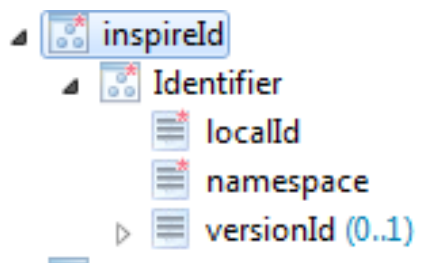 inspireId
Identifier
localId
namespace
versionId (0..1)